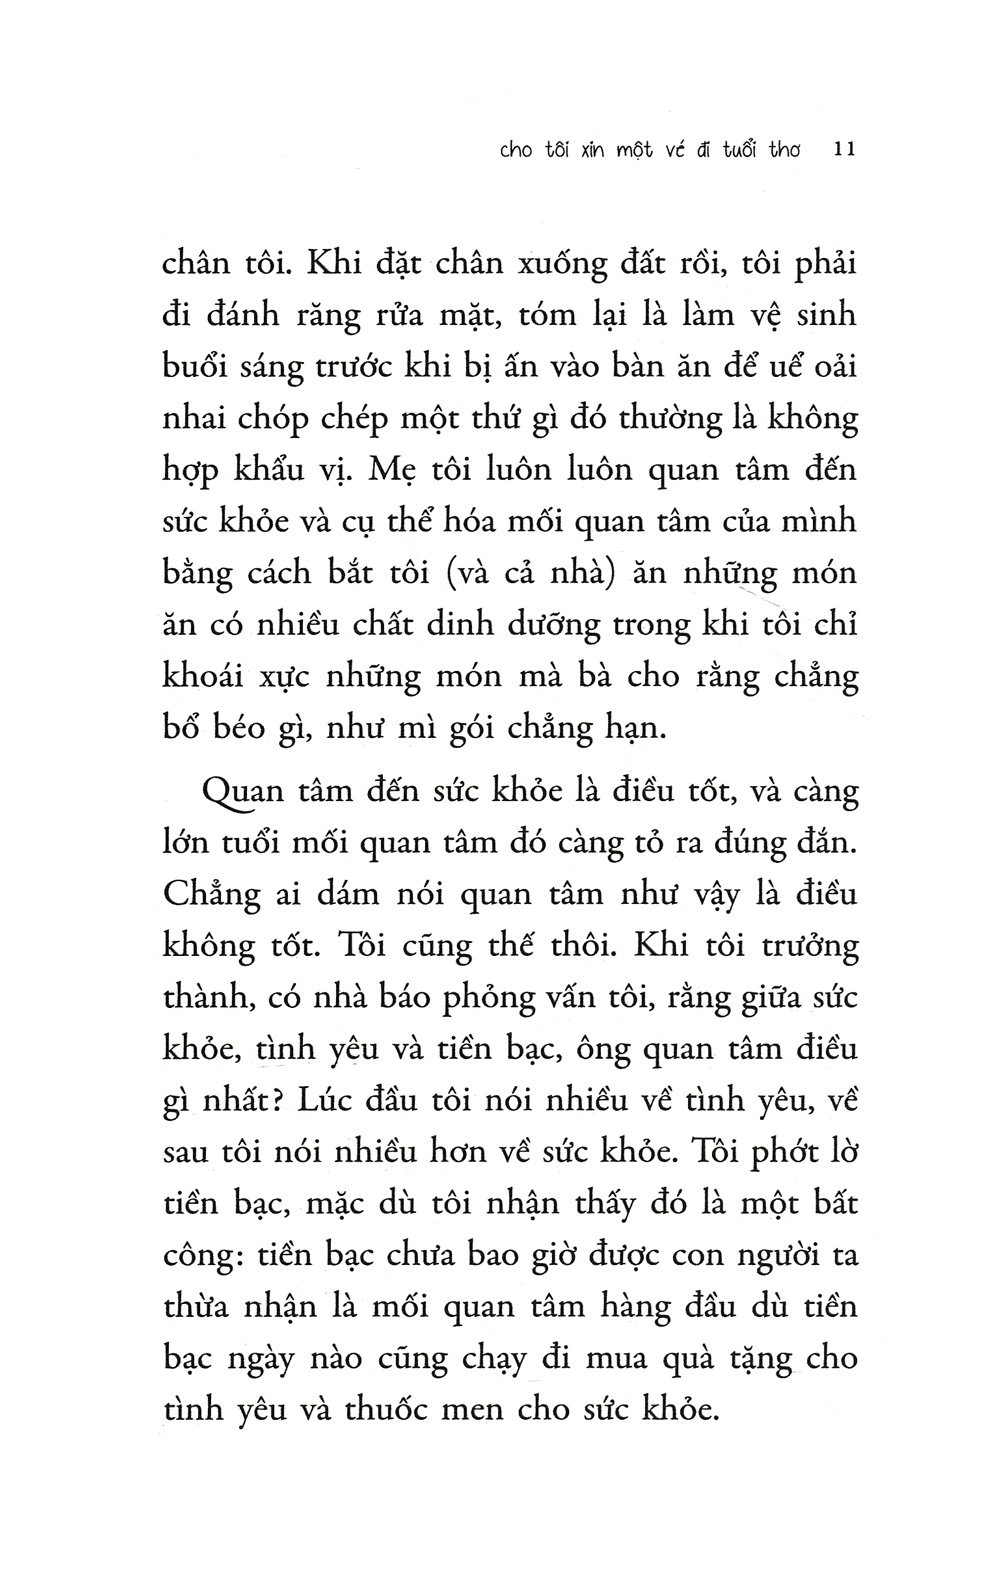 cho tôi xin một vé đi tuổi thơ 11
chân tôi. Khi đặt chân xuống đất rồi, tôi phải
đi đánh răng rửa mặt, tóm lại là làm vệ sinh
buổi sáng trước khi bị ấn vào bàn ăn để uể oải
nhai chóp chép một thứ gì đó thường là không
hợp khẩu vị. Mẹ tôi luôn luôn quan tâm đến
sức khỏe và cụ thể hóa mối quan tâm của mình
bằng cách bắt tôi (và cả nhà) ăn những món
ăn có nhiều chất dinh dưỡng trong khi tôi chỉ
khoái xực những món mà bà cho rằng chẳng
bổ béo gì, như mì gói chẳng hạn.
Quan tâm đến sức khỏe là điều tốt, và càng
lớn tuổi mối quan tâm đó càng tỏ ra đúng đắn.
Chẳng ai dám nói quan tâm như vậy là điều
không tốt. Tôi cũng thế thôi. Khi tôi trưởng
thành, có nhà báo phỏng vấn tôi, rằng giữa sức
khỏe, tình yêu và tiền bạc, ông quan tâm điều
gì nhất? Lúc đầu tôi nói nhiều về tình yêu, về
sau tôi nói nhiều hơn về sức khỏe. Tôi phớt lờ
tiền bạc, mặc dù tôi nhận thấy đó là một bất
công: tiền bạc chưa bao giờ được con người ta
thừa nhận là mối quan tâm hàng đầu dù tiền
bạc ngày nào cũng chạy đi mua quà tặng cho
tình yêu và thuốc men cho sức khỏe.